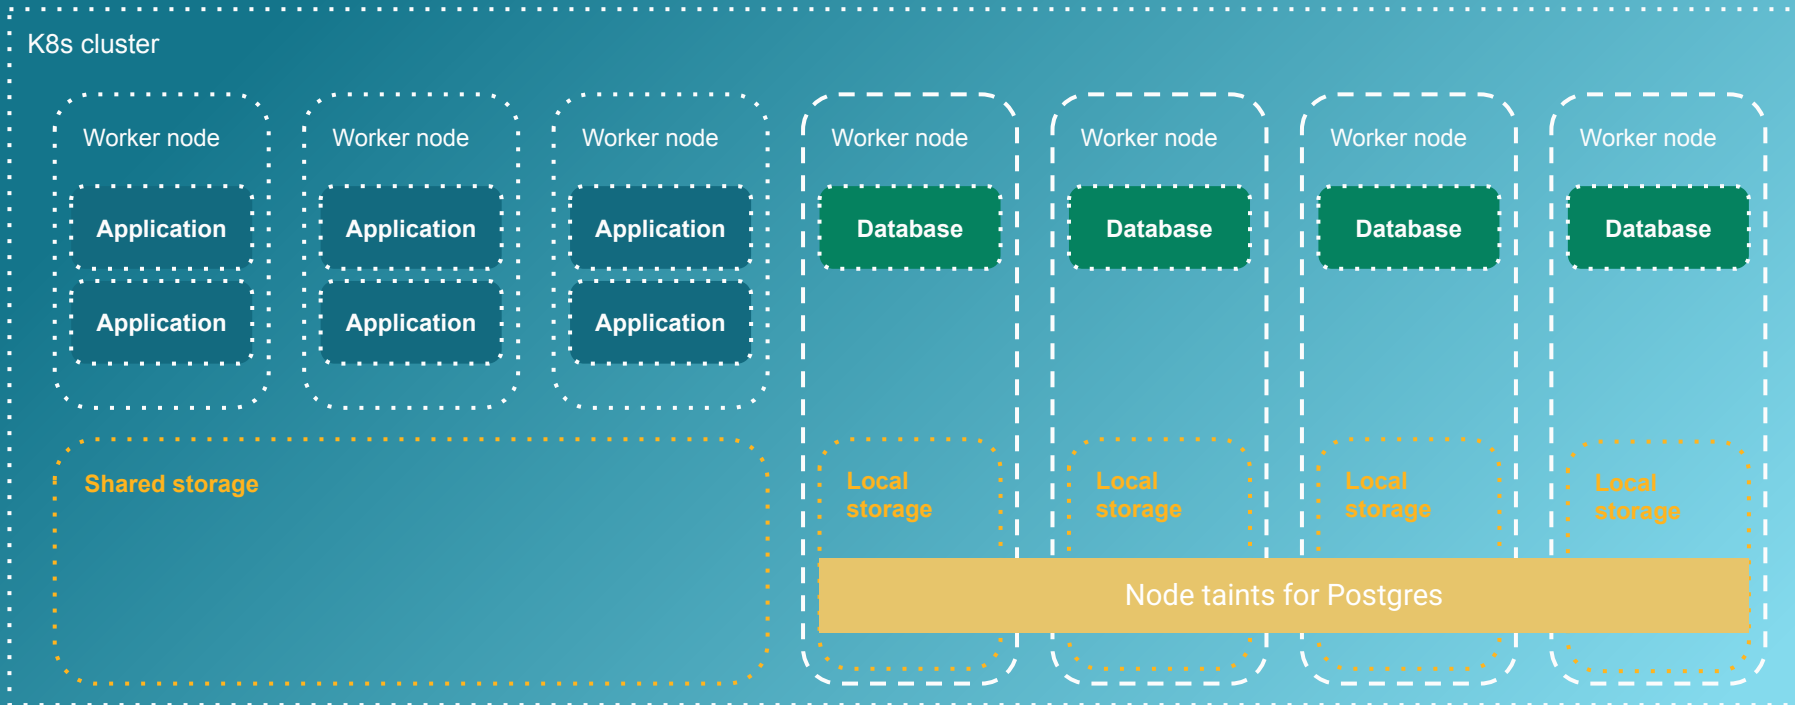 K8s cluster
Worker node
Worker node
Worker node
Worker node
Worker node
Worker node
Worker node
Application
Application
Application
Database
Database
Database
Database
Application
Application
Application
Shared storage
Local
storage
Local
storage
Local
storage
Local
storage
Node taints for Postgres